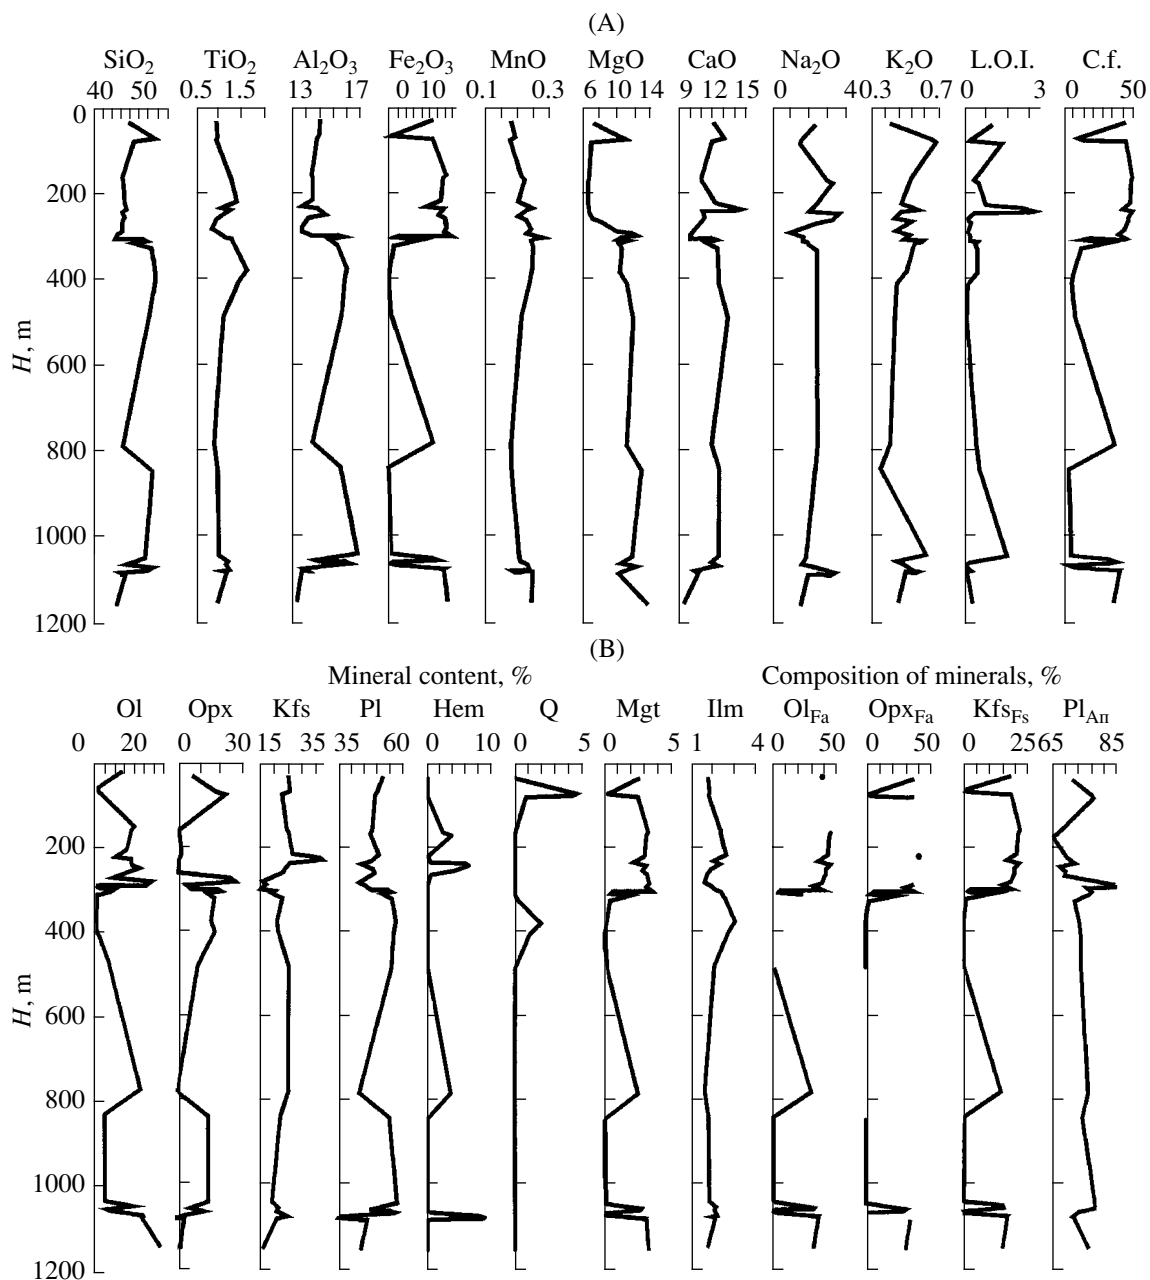 (A)
SiO2 TiO2 Al2O3 Fe2O3 MnO MgO CaO Na2O K2O L.O.I. C.f.
40 50 0.5 1.5 13 17 0 10 0.1 0.3 6 10 14 9 12 15 0 40 0.3 0.7 0 3 0 50
0
200
400
H, m
600
800
1000
1200
(B)
Mineral content, % Composition of minerals, %
Ol Opx Kfs Pl Hem Q Mgt Ilm OlFa OpxFa KfsFs PlAn
0 20 0 30 15 35 35 60 0 10 0 5 0 5 1 4 0 50 0 50 0 25 65 85
200
400
H, m
600
800
1000
1200